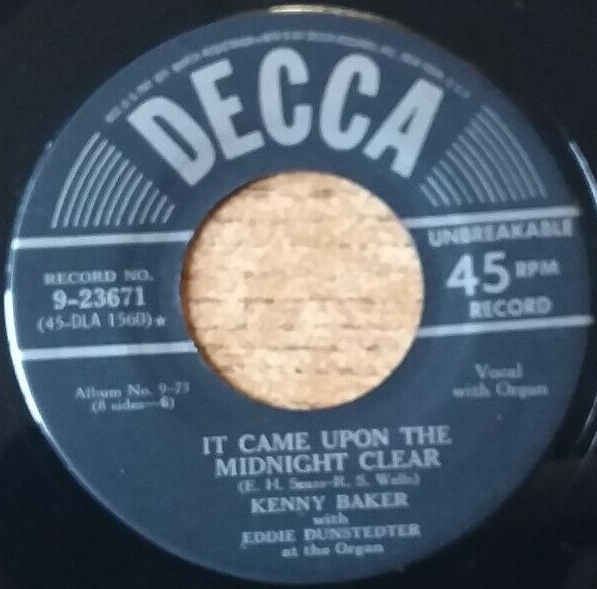 DECCA
RECORD NO.
9-23671
(45-DLA 1560)★
UNBREAKABLE
45 RPM
RECORD
Album No. 9-73
(8 sides—6)
Vocal
with Organ
IT CAME UPON THE
MIDNIGHT CLEAR
(E. H. Sears-R. S. Wells)
KENNY BAKER
with
EDDIE DUNSTEDTER
at the Organ